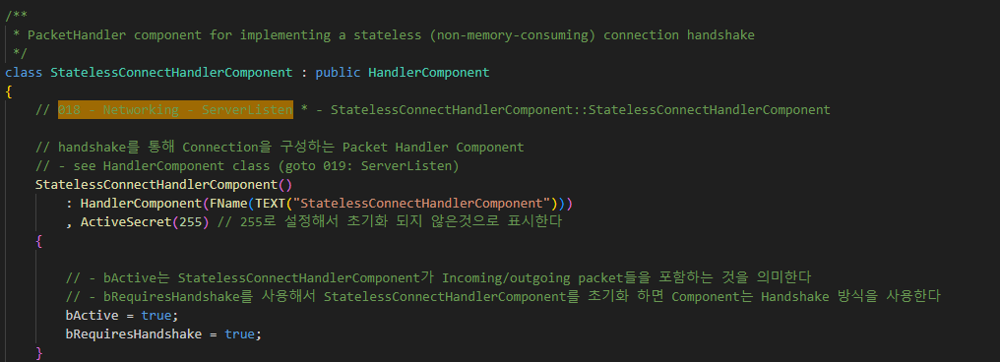 /**
 * PacketHandler component for implementing a stateless (non-memory-consuming) connection handshake
 */
class StatelessConnectHandlerComponent : public HandlerComponent
{
    // 018 - Networking - ServerListen * - StatelessConnectHandlerComponent::StatelessConnectHandlerComponent
    // handshake를 통해 Connection을 구성하는 Packet Handler Component
    // - see HandlerComponent class (goto 019: ServerListen)
    StatelessConnectHandlerComponent()
        : HandlerComponent(FName(TEXT("StatelessConnectHandlerComponent")))
        , ActiveSecret(255) // 255로 설정해서 초기화 되지 않은것으로 표시한다
    {
        // - bActive는 StatelessConnectHandlerComponent가 Incoming/outgoing packet들을 포함하는 것을 의미한다
        // - bRequiresHandshake를 사용해서 StatelessConnectHandlerComponent를 초기화 하면 Component는 Handshake 방식을 사용한다
        bActive = true;
        bRequiresHandshake = true;
    }